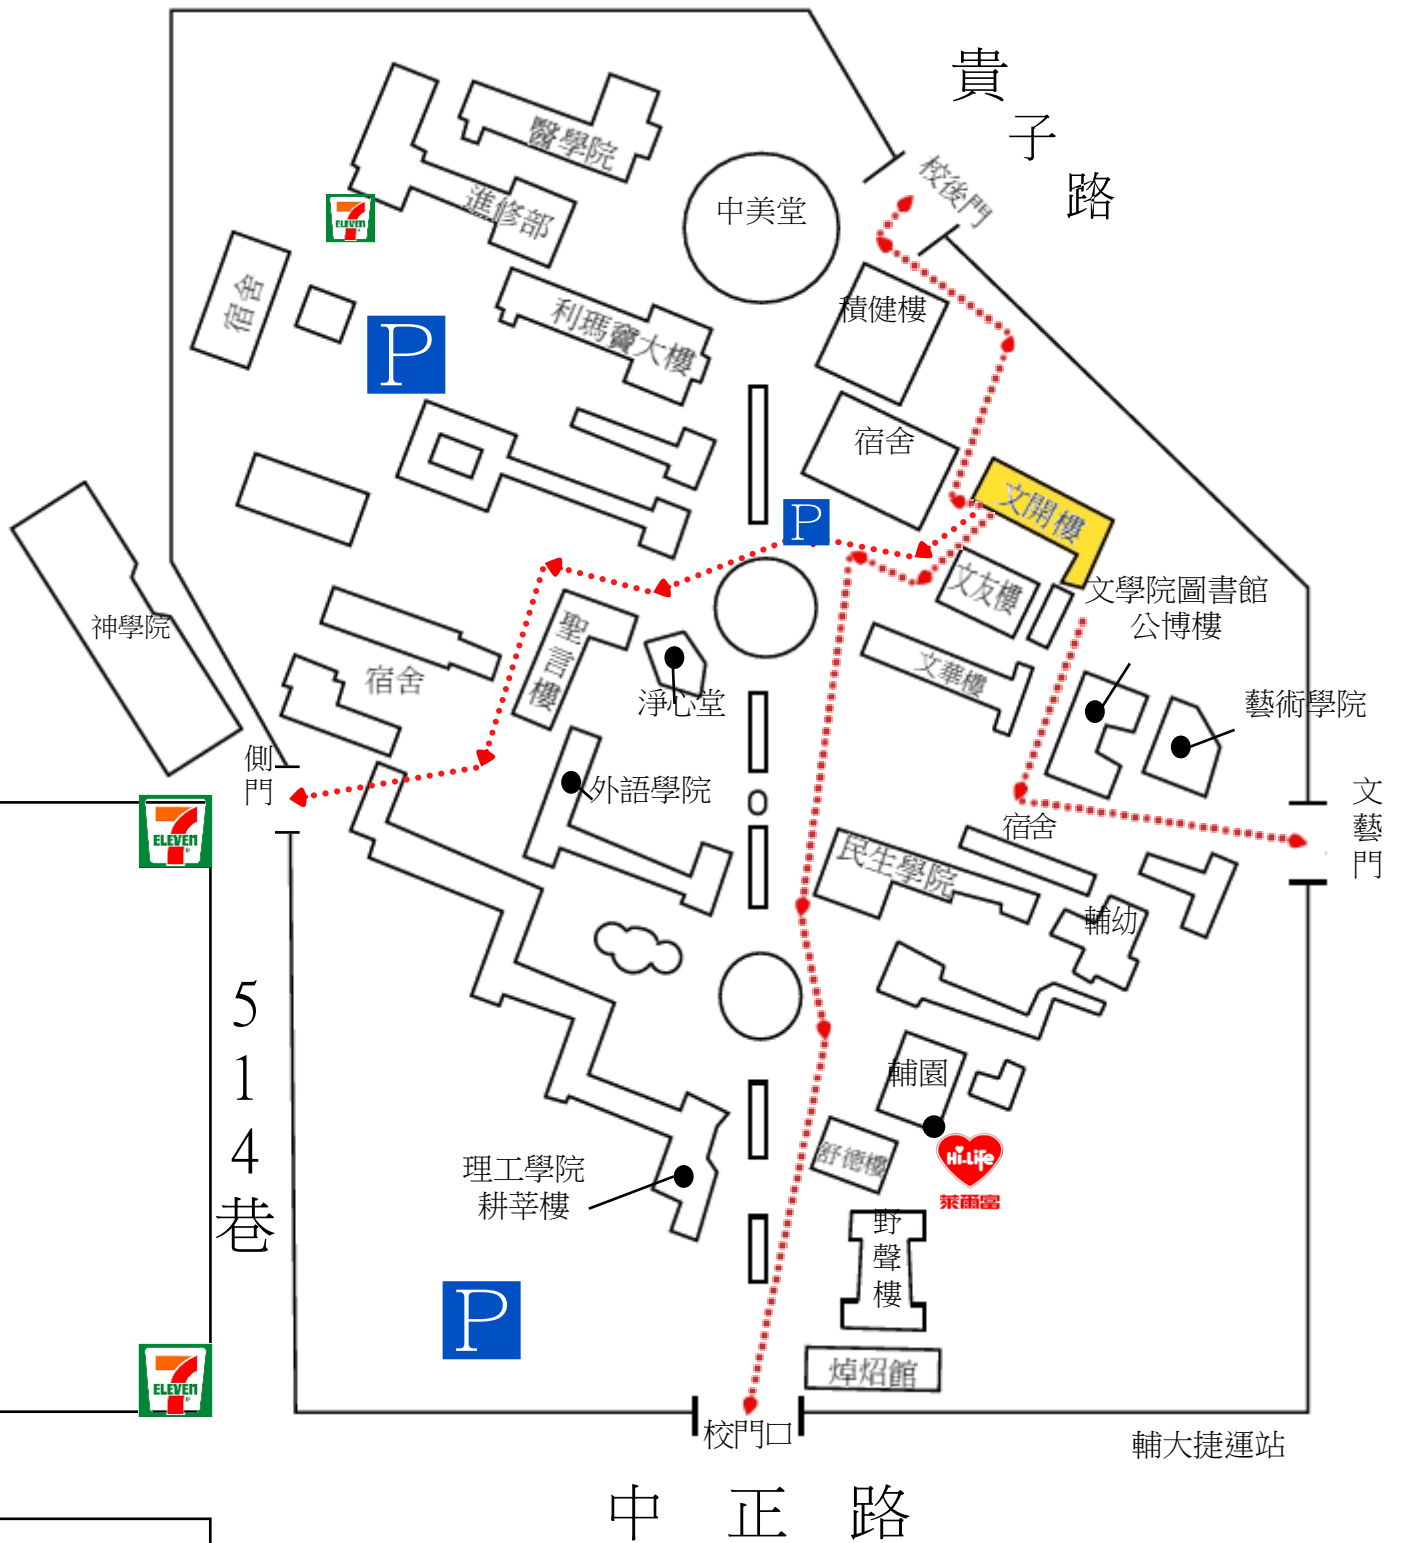 貴子路
校後門
醫學院
中美堂
進修部
7
ELEVEN
積健樓
宿舍
利瑪竇大樓
P
宿舍
文開樓
P
文友樓
文學院圖書館
公博樓
神學院
聖言樓
文華樓
宿舍
淨心堂
藝術學院
側門
外語學院
文藝門
宿舍
7
ELEVEN
民生學院
輔幼
514巷
輔園
Hi-Life
萊爾富
舒德樓
理工學院
耕莘樓
野聲樓
P
7
ELEVEN
焯炤館
校門口
輔大捷運站
中正路